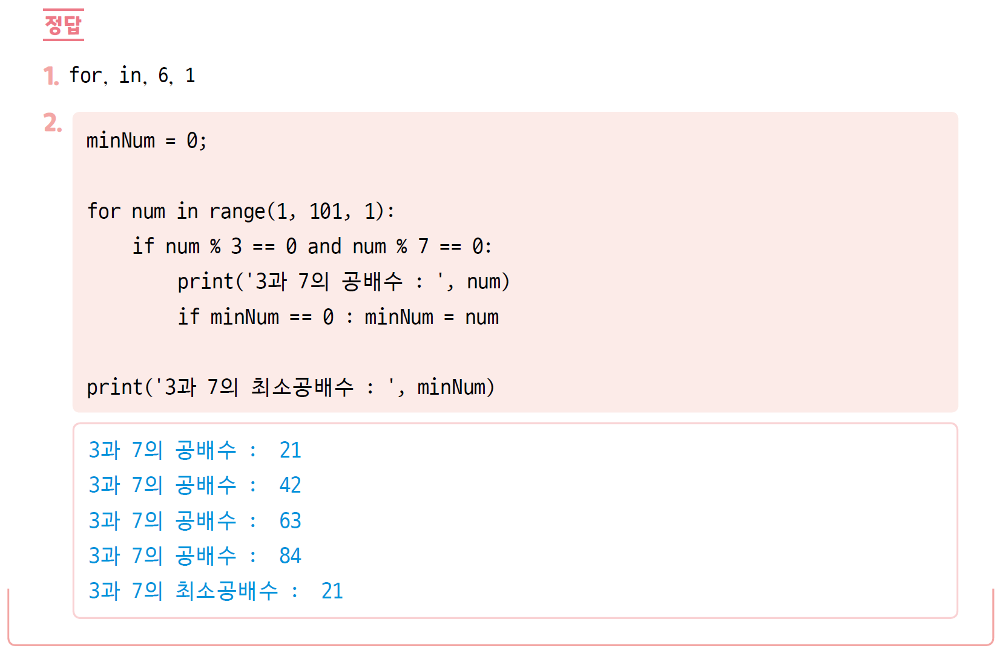 정답
1. for, in, 6, 1
2.
minNum = 0;
for num in range(1, 101, 1):
    if num % 3 == 0 and num % 7 == 0:
        print('3과 7의 공배수 : ', num)
        if minNum == 0 : minNum = num
print('3과 7의 최소공배수 : ', minNum)
3과 7의 공배수 :  21
3과 7의 공배수 :  42
3과 7의 공배수 :  63
3과 7의 공배수 :  84
3과 7의 최소공배수 :  21